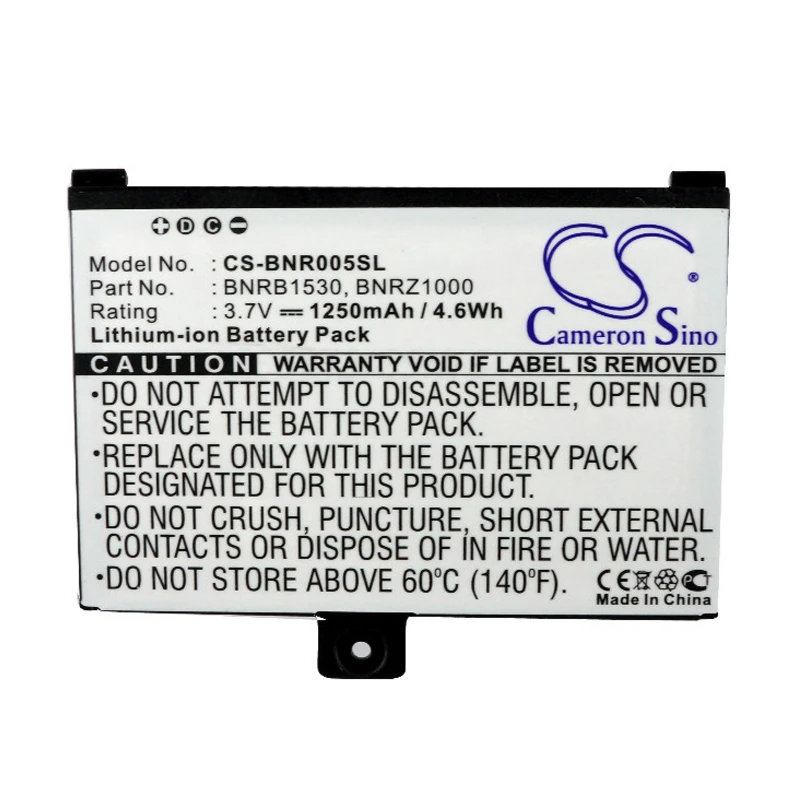 + D C −
CS ®
Cameron Sino
Model No. : CS-BNR005SL
Part No. : BNRB1530, BNRZ1000
Rating : 3.7V ⎓ 1250mAh / 4.6Wh
Lithium-ion Battery Pack
CAUTION WARRANTY VOID IF LABEL IS REMOVED
•DO NOT ATTEMPT TO DISASSEMBLE, OPEN OR
SERVICE THE BATTERY PACK.
•REPLACE ONLY WITH THE BATTERY PACK
DESIGNATED FOR THIS PRODUCT.
•DO NOT CRUSH, PUNCTURE, SHORT EXTERNAL
CONTACTS OR DISPOSE OF IN FIRE OR WATER.
•DO NOT STORE ABOVE 60°C (140°F).
CE PCT
Made In China